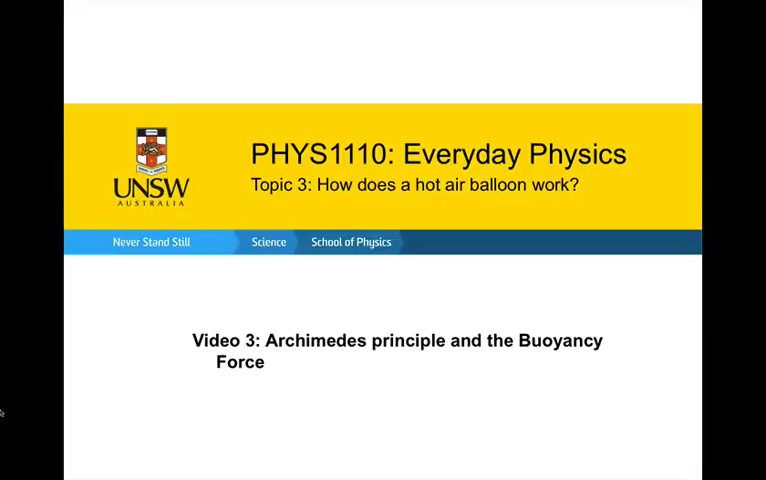 PHYS1110: Everyday Physics
Topic 3: How does a hot air balloon work?
UNSW
AUSTRALIA
Never Stand Still
Science
School of Physics
Video 3: Archimedes principle and the Buoyancy
Force